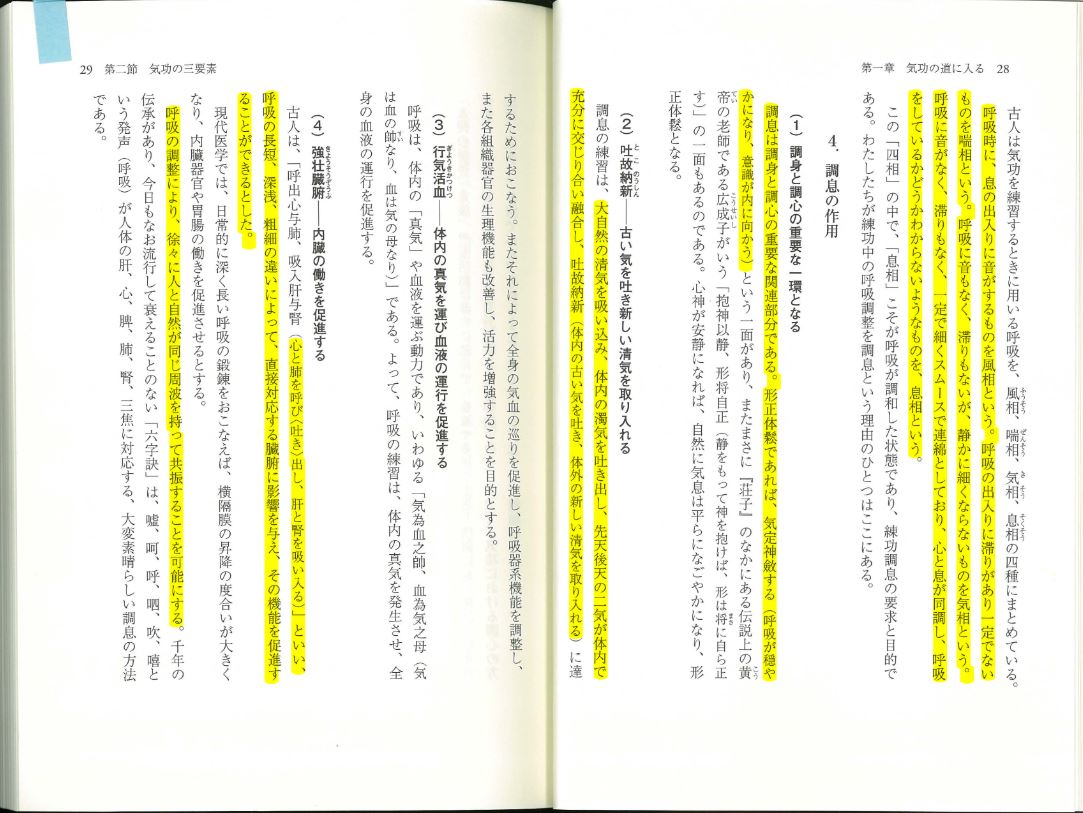 第一章　気功の道に入る　28
古人は気功を練習するときに用いる呼吸を、風相、喘相、気相、息相の四種にまとめている。
呼吸時に、息の出入りに音がするものを風相という。呼吸の出入りに滞りがあり一定でない
ものを喘相という。呼吸に音もなく、滞りもないが、静かに細くならないものを気相という。
呼吸に音がなく、滞りもなく、一定で細くスムースで連綿としており、心と息が同調し、呼吸
をしているかどうかわからないようなものを、息相という。
この「四相」の中で、「息相」こそが呼吸が調和した状態であり、練功調息の要求と目的で
ある。わたしたちが練功中の呼吸調整を調息という理由のひとつはここにある。
4. 調息の作用
（1）調身と調心の重要な一環となる
調息は調身と調心の重要な関連部分である。形正体鬆であれば、気定神斂する（呼吸が穏や
かになり、意識が内に向かう）という一面があり、またまさに『荘子』のなかにある伝説上の黄
帝の老師である広成子がいう「抱神以静、形将自正（静をもって神を抱けば、形は将に自ら正
す）」の一面もあるのである。心神が安静になれば、自然に気息は平らになごやかになり、形
正体鬆となる。
（2）吐故納新――古い気を吐き新しい清気を取り入れる
調息の練習は、大自然の清気を吸い込み、体内の濁気を吐き出し、先天後天の二気が体内で
充分に交じり合い融合し、吐故納新（体内の古い気を吐き、体外の新しい清気を取り入れる）に達
29　第二節　気功の三要素
するためにおこなう。またそれによって全身の気血の巡りを促進し、呼吸器系機能を調整し、
また各組織器官の生理機能も改善し、活力を増強することを目的とする。
（3）行気活血――体内の真気を運び血液の運行を促進する
呼吸は、体内の「真気」や血液を運ぶ動力であり、いわゆる「気為血之師、血為気之母（気
は血の帥なり、血は気の母なり）」である。よって、呼吸の練習は、体内の真気を発生させ、全
身の血液の運行を促進する。
（4）強壮臓腑――内臓の働きを促進する
古人は、「呼出心与肺、吸入肝与腎（心と肺を呼び〈吐き〉出し、肝と腎を吸い入る）」といい、
呼吸の長短、深浅、粗細の違いによって、直接対応する臓腑に影響を与え、その機能を促進す
ることができるとした。
現代医学では、日常的に深く長い呼吸の鍛錬をおこなえば、横隔膜の昇降の度合いが大きく
なり、内臓器官や胃腸の働きを促進させるとする。
呼吸の調整により、徐々に人と自然が同じ周波を持って共振することを可能にする。千年の
伝承があり、今日もなお流行して衰えることのない「六字訣」は、嘘、呵、呼、呬、吹、嘻と
いう発声（呼吸）が人体の肝、心、脾、肺、腎、三焦に対応する、大変素晴らしい調息の方法
である。